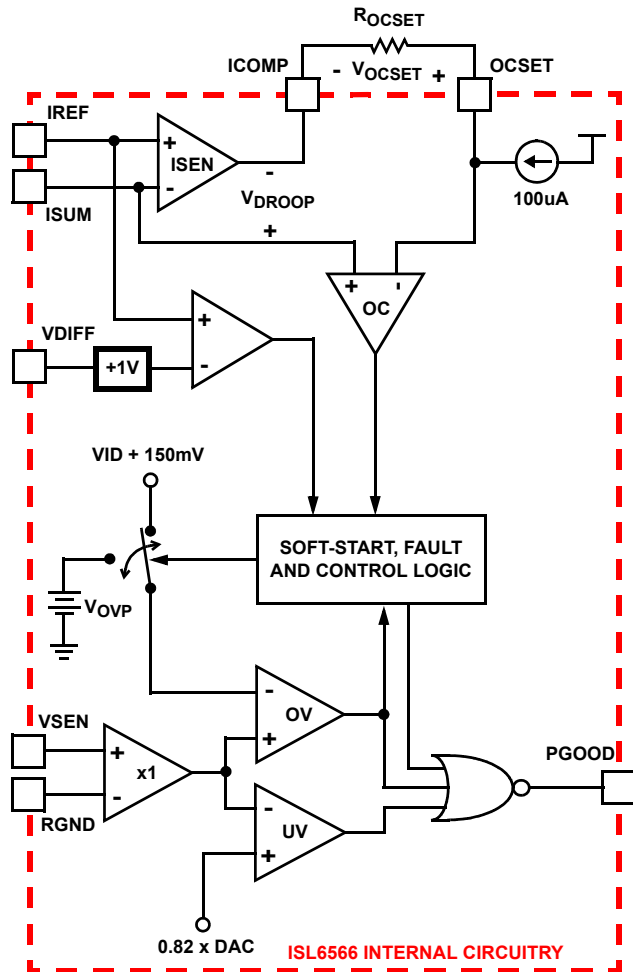 ROCSET
ICOMP
- VOCSET +
OCSET
IREF
+
ISEN
-
-
VDROOP
+
ISUM
100uA
+ -
OC
+
-
VDIFF
+1V
VID + 150mV
SOFT-START, FAULT
AND CONTROL LOGIC
VOVP
-
OV
+
VSEN
+
x1
-
RGND
PGOOD
-
UV
+
0.82 x DAC
ISL6566 INTERNAL CIRCUITRY